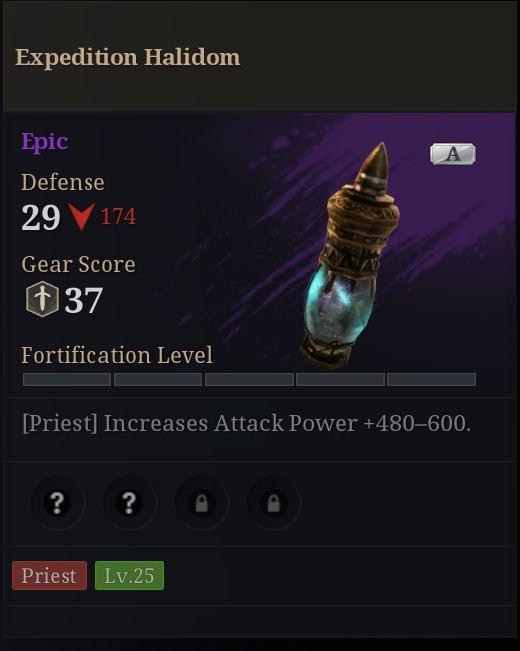 Expedition Halidom
Epic
A
Defense
29 174
Gear Score
37
Fortification Level
[Priest] Increases Attack Power +480–600.
? ?
Priest Lv.25